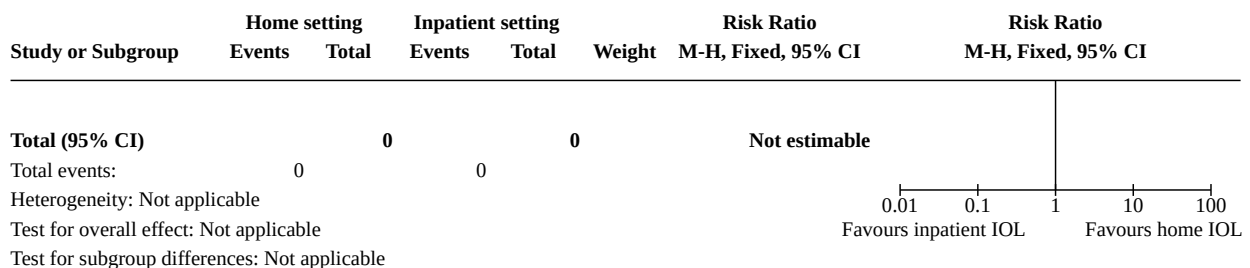 Home setting Inpatient setting Risk Ratio Risk Ratio
Study or Subgroup Events Total Events Total Weight M-H, Fixed, 95% CI M-H, Fixed, 95% CI
Total (95% CI) 0 0 Not estimable
Total events: 0 0
Heterogeneity: Not applicable
0.01 0.1 1 10 100
Test for overall effect: Not applicable Favours inpatient IOL Favours home IOL
Test for subgroup differences: Not applicable